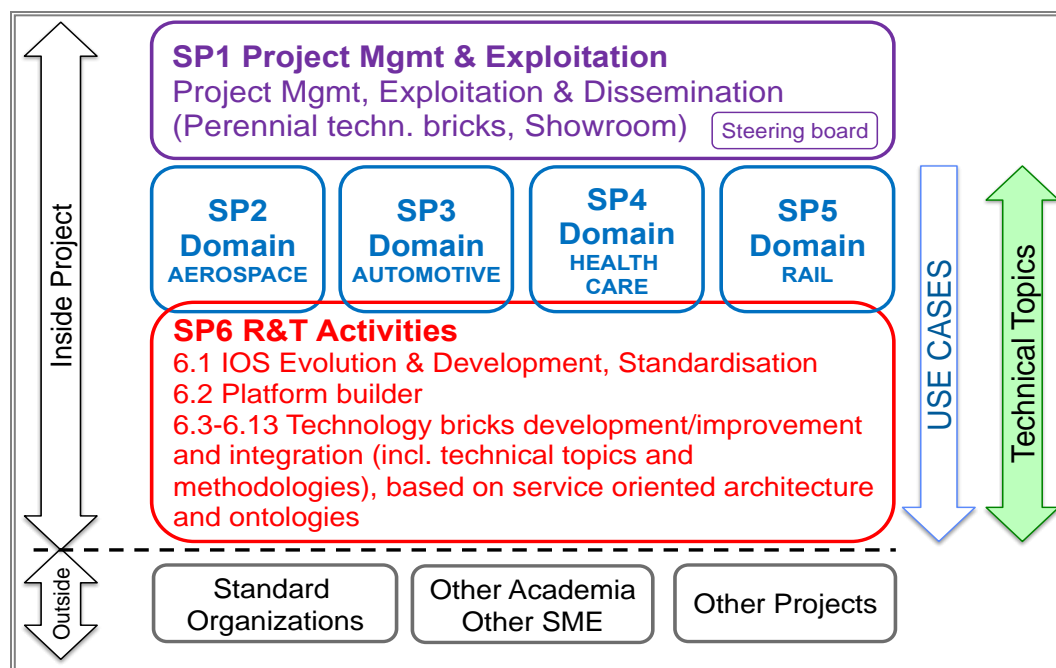 SP1 Project Mgmt & Exploitation
Project Mgmt, Exploitation & Dissemination
(Perennial techn. bricks, Showroom)
Steering board
SP2
Domain
AEROSPACE
SP3
Domain
AUTOMOTIVE
SP4
Domain
HEALTH
CARE
SP5
Domain
RAIL
SP6 R&T Activities
6.1 IOS Evolution & Development, Standardisation
6.2 Platform builder
6.3-6.13 Technology bricks development/improvement
and integration (incl. technical topics and
methodologies), based on service oriented architecture
and ontologies
Inside Project
USE CASES
Technical Topics
Outside
Standard
Organizations
Other Academia
Other SME
Other Projects